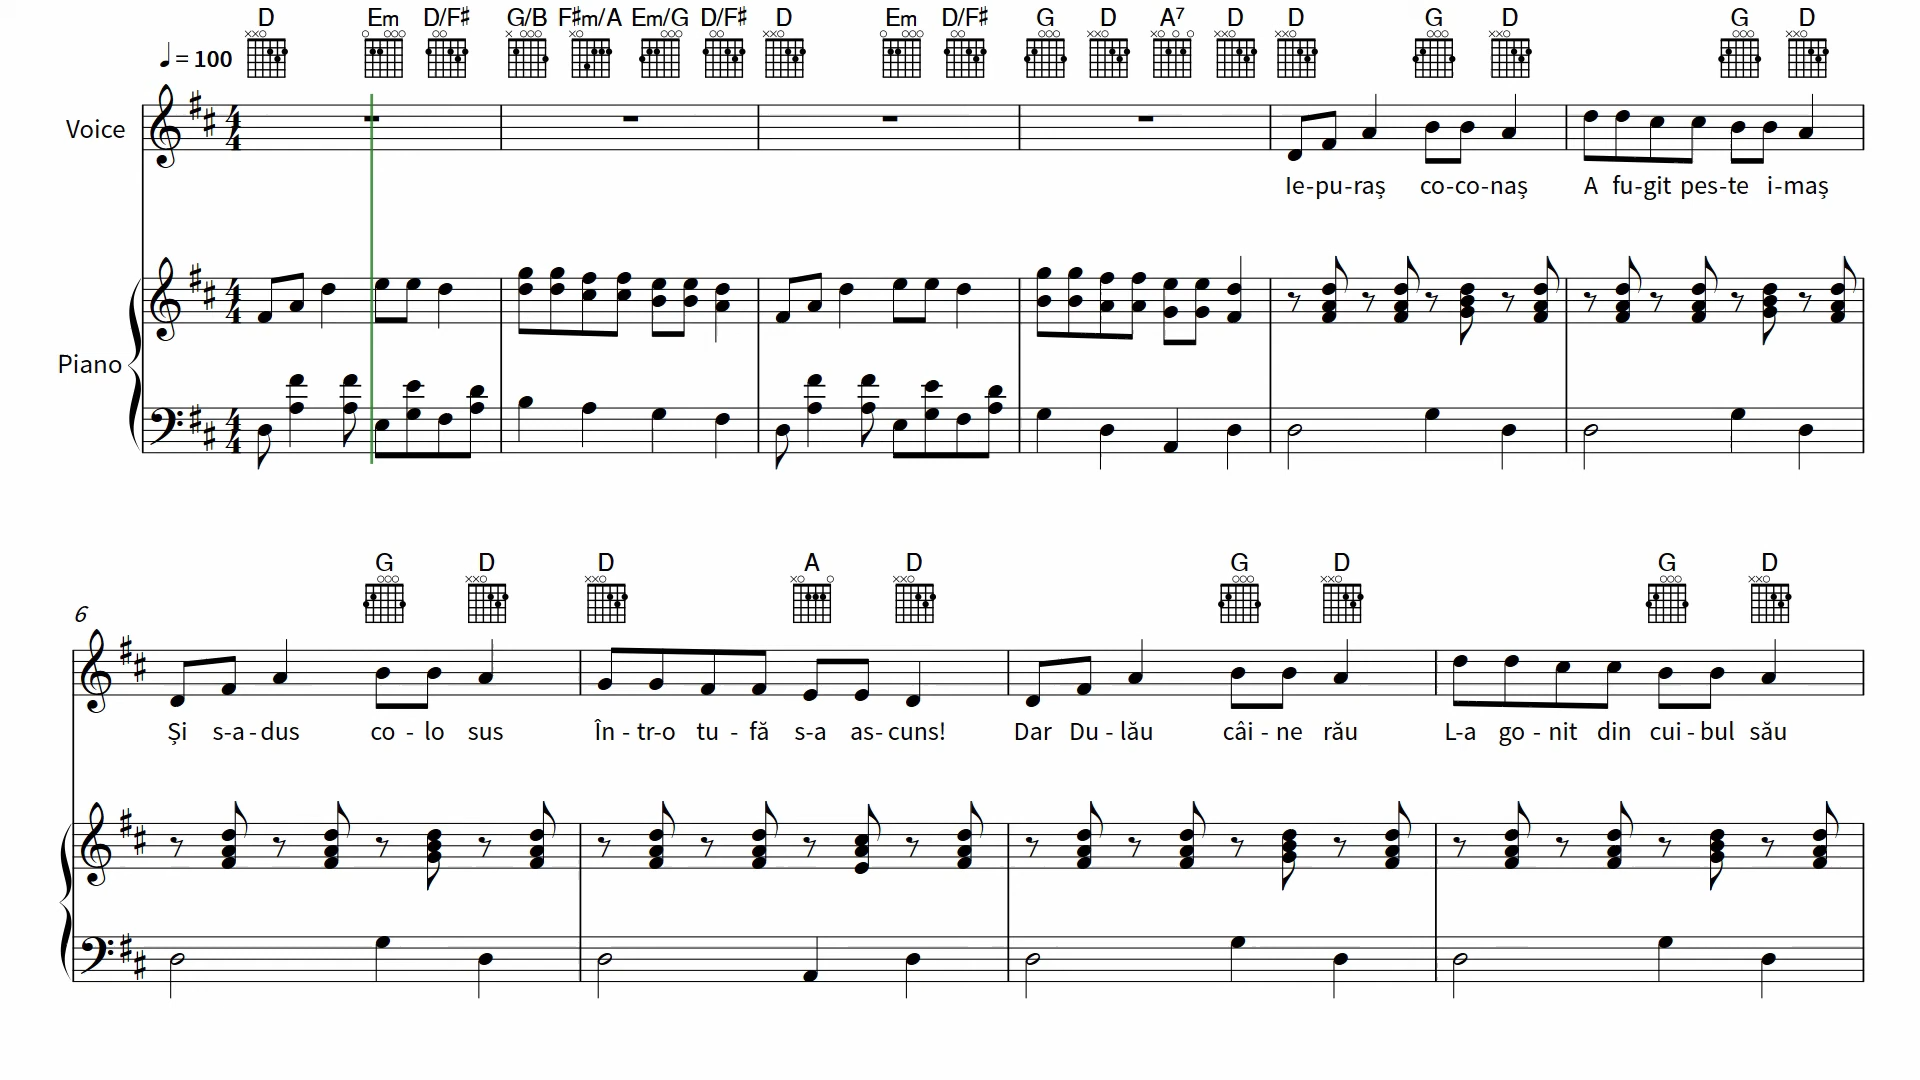 D Em D/F♯ G/B F♯m/A Em/G D/F♯ D Em D/F♯ G D A7 D D G D G D
♩= 100
Voice
Ie-pu-raș co-co-naș A fu-git pes-te i-maș
Piano
G D D A D G D G D
6
Și s-a-dus co - lo sus În - tr-o tu - fă s-a as-cuns! Dar Du - lău câi - ne rău L-a go - nit din cui - bul său